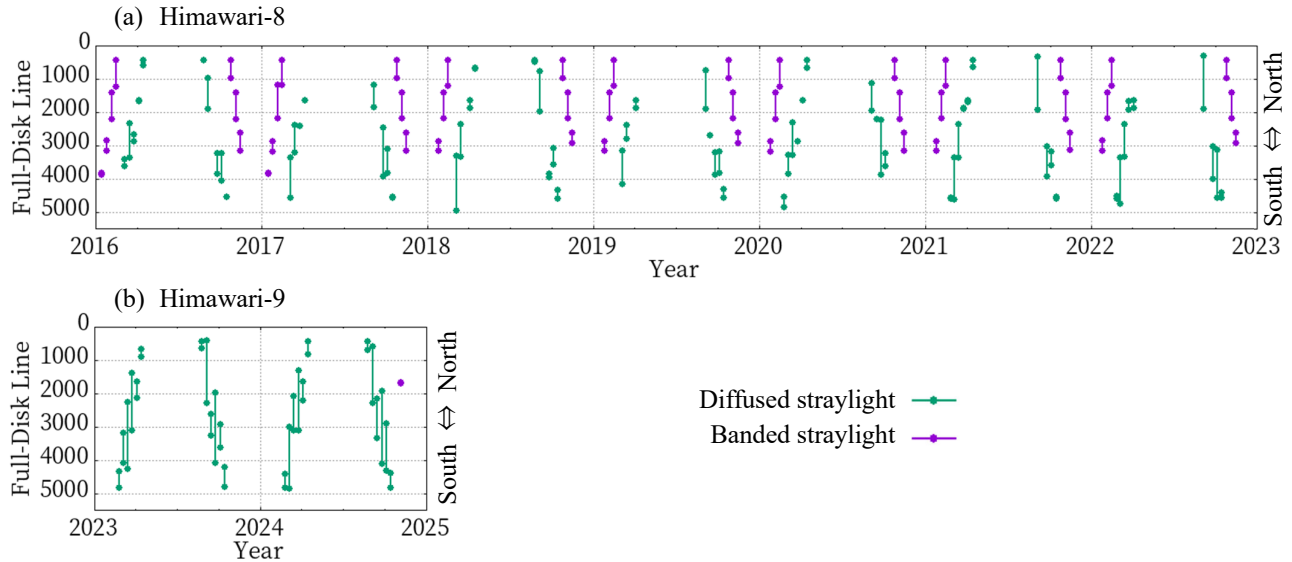 (a) Himawari-8
0
1000
2000
3000
4000
5000
Full-Disk Line
South ⇔ North
2016 2017 2018 2019 2020 2021 2022 2023
Year
(b) Himawari-9
0
1000
2000
3000
4000
5000
Full-Disk Line
South ⇔ North
2023 2024 2025
Year
Diffused straylight
Banded straylight